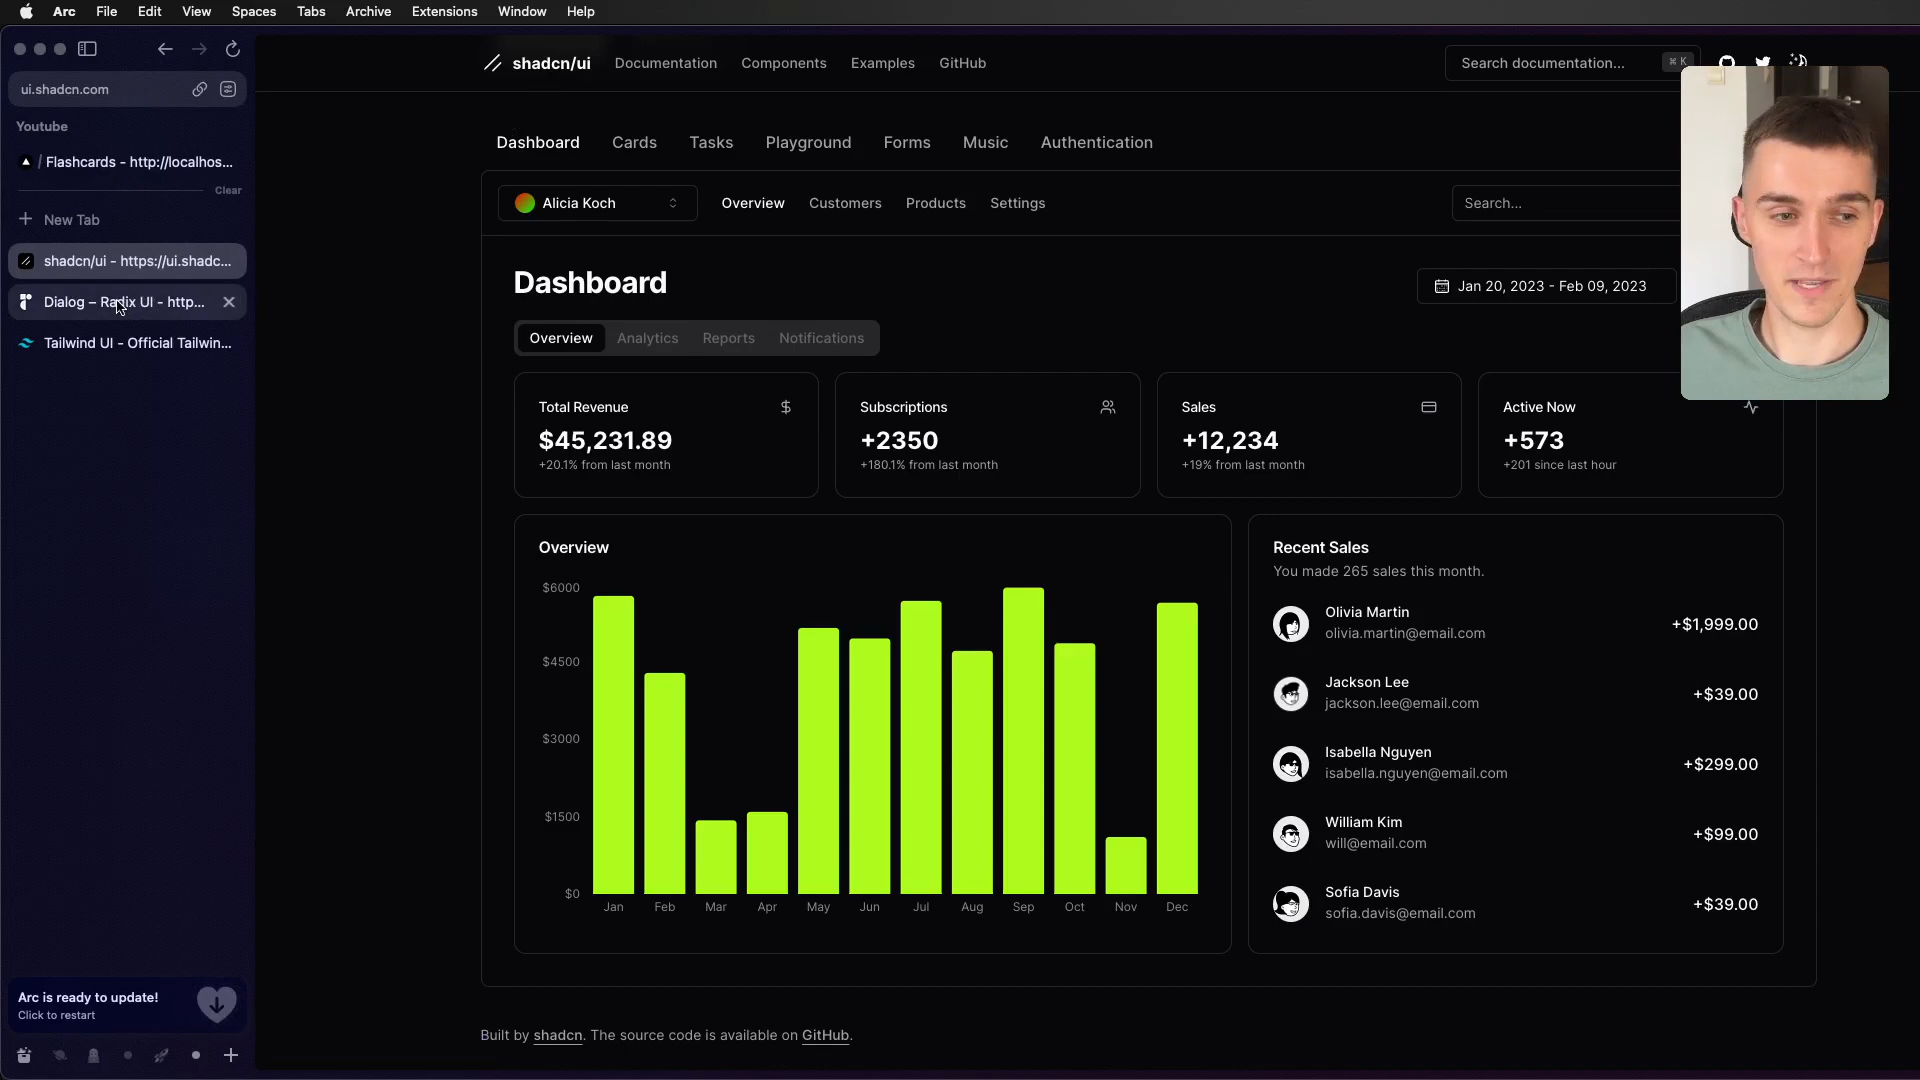 Arc File Edit View Spaces Tabs Archive Extensions Window Help
ui.shadcn.com
Youtube
/ Flashcards - http://localhos...
Clear
New Tab
shadcn/ui - https://ui.shadc...
Dialog – Radix UI - http...
Tailwind UI - Official Tailwin...
Arc is ready to update!
Click to restart
shadcn/ui Documentation Components Examples GitHub
Search documentation... ⌘ K
Dashboard Cards Tasks Playground Forms Music Authentication
Alicia Koch Overview Customers Products Settings
Search...
Dashboard
Jan 20, 2023 - Feb 09, 2023
Overview Analytics Reports Notifications
Total Revenue
$45,231.89
+20.1% from last month
Subscriptions
+2350
+180.1% from last month
Sales
+12,234
+19% from last month
Active Now
+573
+201 since last hour
Overview
$6000
$4500
$3000
$1500
$0
Jan Feb Mar Apr May Jun Jul Aug Sep Oct Nov Dec
Recent Sales
You made 265 sales this month.
Olivia Martin
olivia.martin@email.com
+$1,999.00
Jackson Lee
jackson.lee@email.com
+$39.00
Isabella Nguyen
isabella.nguyen@email.com
+$299.00
William Kim
will@email.com
+$99.00
Sofia Davis
sofia.davis@email.com
+$39.00
Built by shadcn. The source code is available on GitHub.